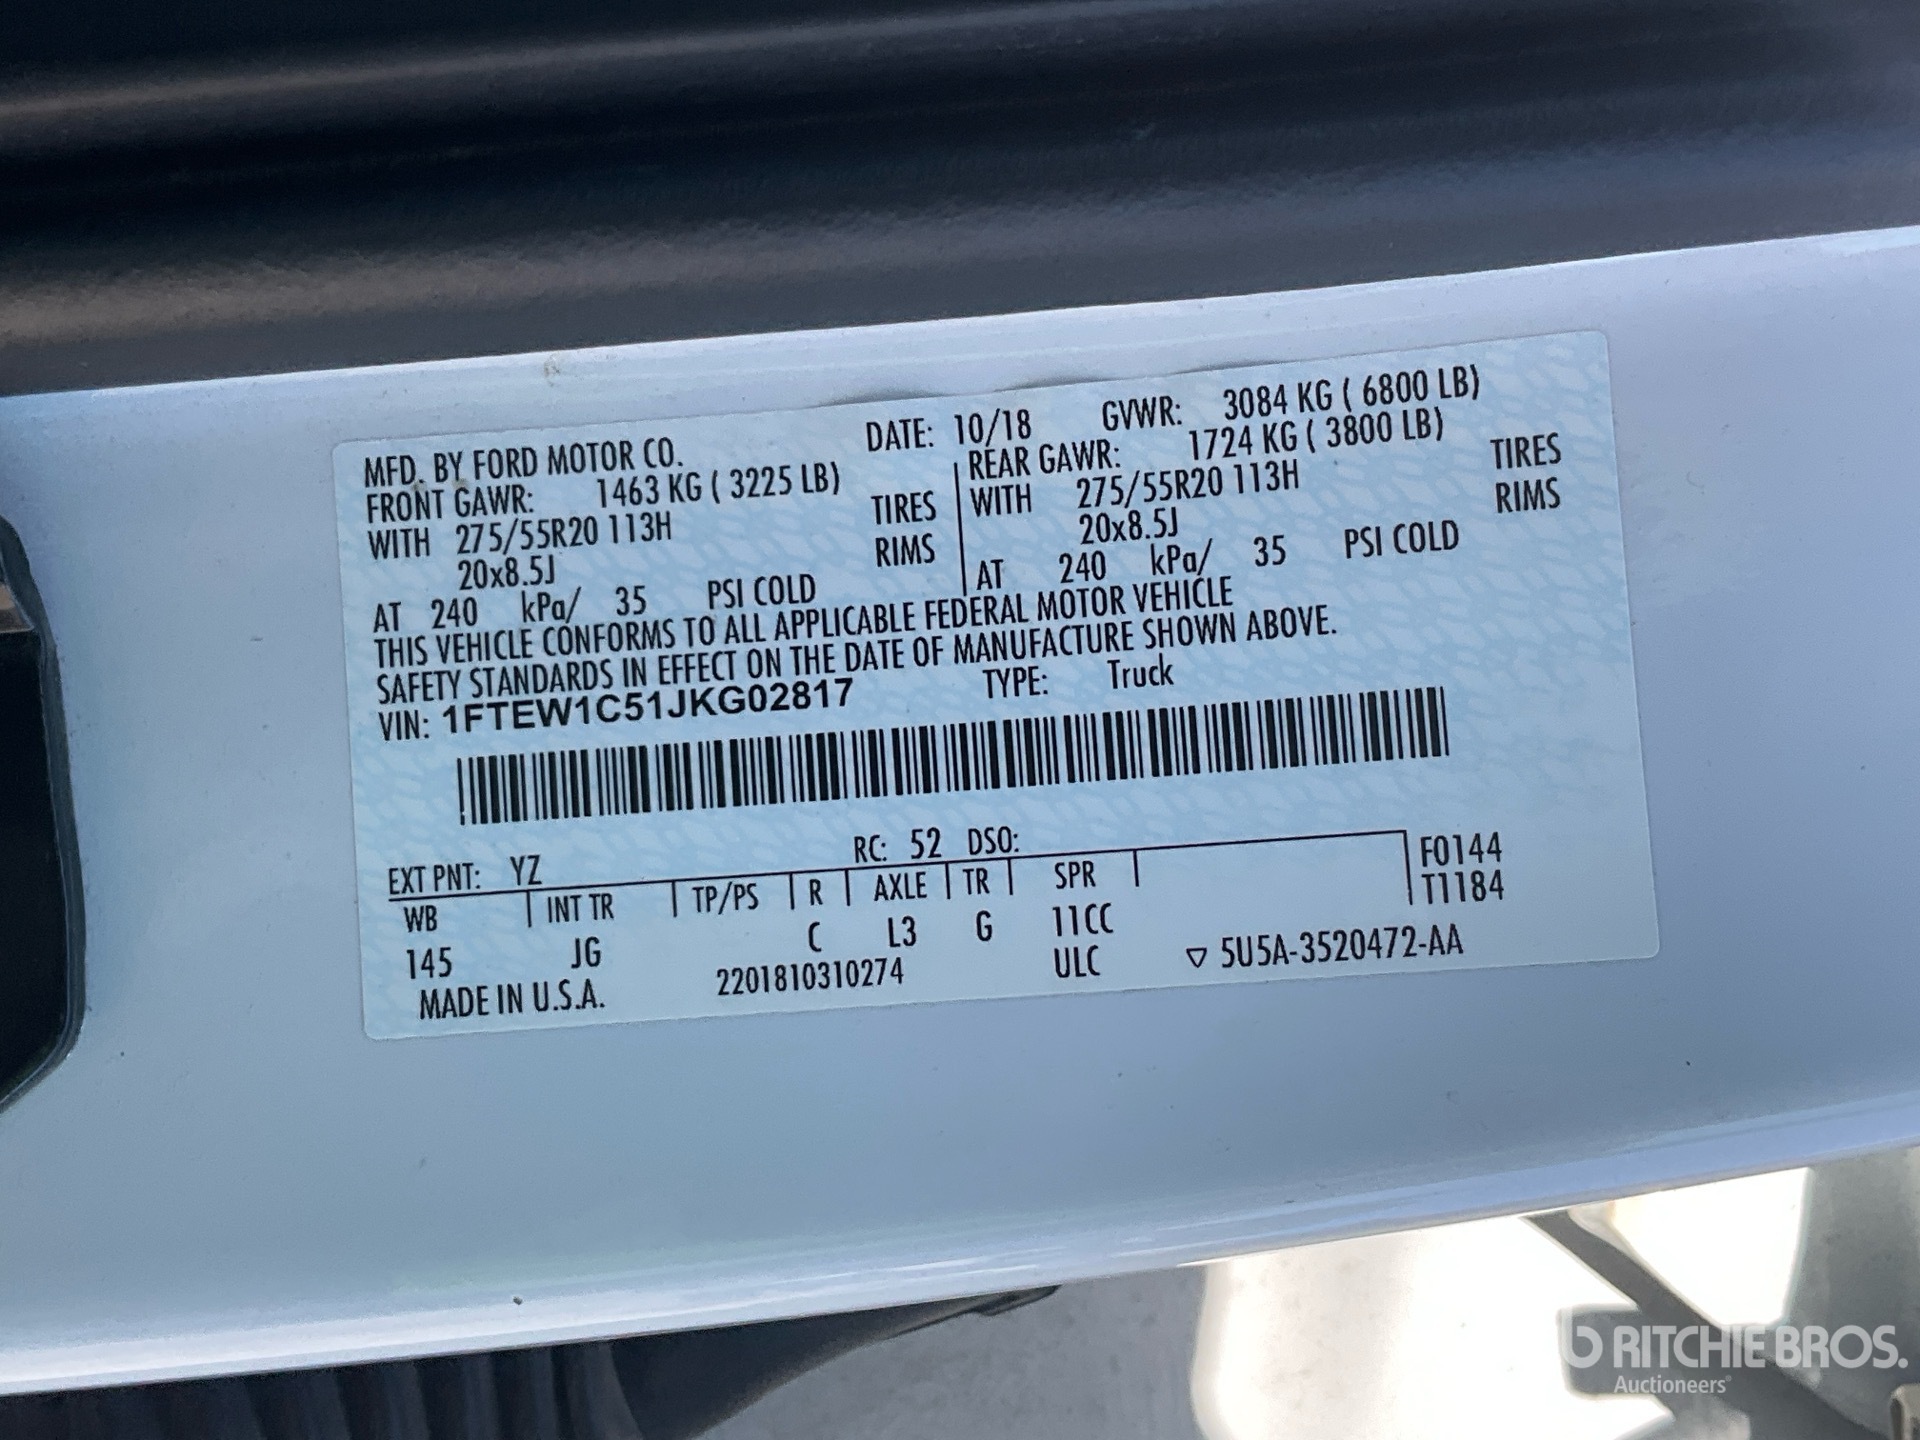 MFD. BY FORD MOTOR CO. DATE: 10/18 GVWR: 3084 KG ( 6800 LB)
FRONT GAWR: 1463 KG ( 3225 LB) REAR GAWR: 1724 KG ( 3800 LB)
WITH 275/55R20 113H TIRES WITH 275/55R20 113H TIRES
20x8.5J RIMS 20x8.5J RIMS
AT 240 kPa/ 35 PSI COLD AT 240 kPa/ 35 PSI COLD
THIS VEHICLE CONFORMS TO ALL APPLICABLE FEDERAL MOTOR VEHICLE
SAFETY STANDARDS IN EFFECT ON THE DATE OF MANUFACTURE SHOWN ABOVE.
VIN: 1FTEW1C51JKG02817 TYPE: Truck
EXT PNT: YZ RC: 52 DSO: F0144
WB INT TR TP/PS R AXLE TR SPR T1184
145 JG C L3 G 11CC
MADE IN U.S.A. 2201810310274 ULC ▽ 5U5A-3520472-AA
RITCHIE BROS.
Auctioneers